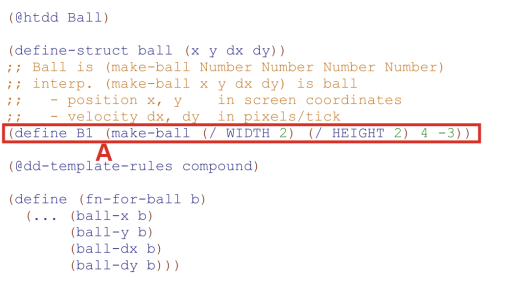 (@htdd Ball)
(define-struct ball (x y dx dy))
;; Ball is (make-ball Number Number Number Number)
;; interp. (make-ball x y dx dy) is ball
;;   - position x, y    in screen coordinates
;;   - velocity dx, dy  in pixels/tick
(define B1 (make-ball (/ WIDTH 2) (/ HEIGHT 2) 4 -3))
A
(@dd-template-rules compound)
(define (fn-for-ball b)
  (... (ball-x b)
       (ball-y b)
       (ball-dx b)
       (ball-dy b)))